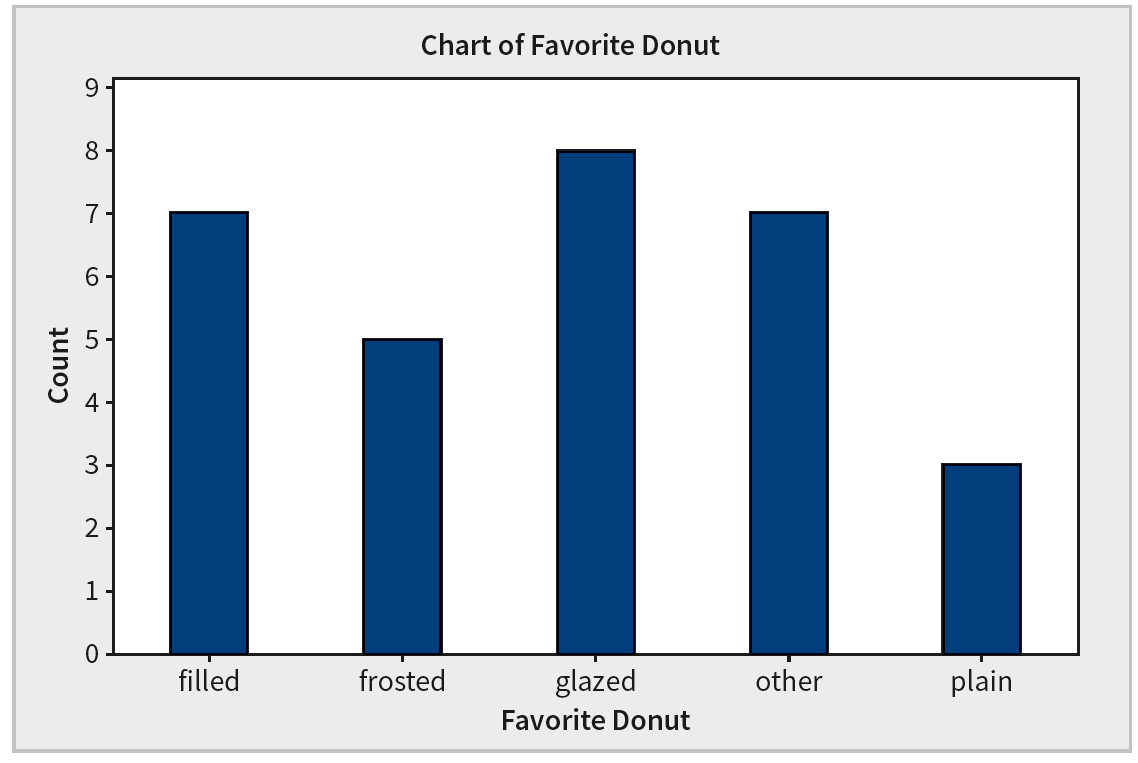 Chart of Favorite Donut
9
8
7
6
5
4
3
2
1
0
Count
filled frosted glazed other plain
Favorite Donut